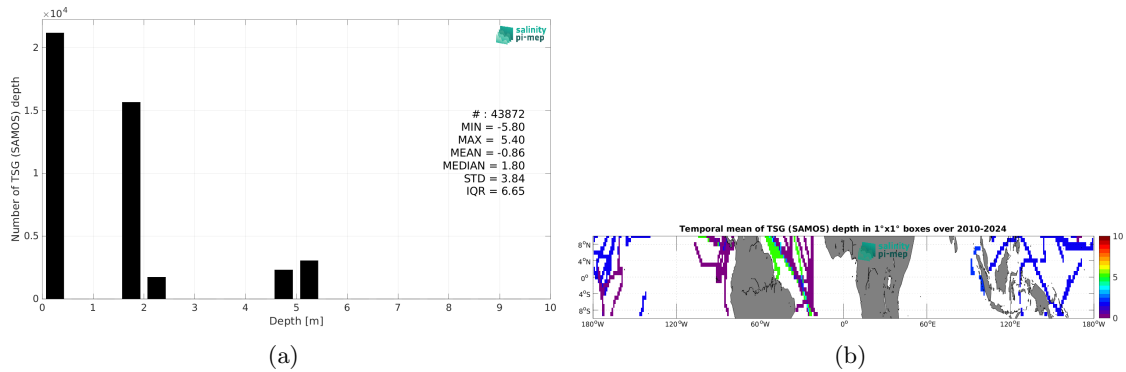 ×10⁴
2
1.5
1
0.5
0
Number of TSG (SAMOS) depth
salinity
pi-mep
# : 43872
MIN = -5.80
MAX = 5.40
MEAN = -0.86
MEDIAN = 1.80
STD = 3.84
IQR = 6.65
0 1 2 3 4 5 6 7 8 9 10
Depth [m]
(a)
Temporal mean of TSG (SAMOS) depth in 1°x1° boxes over 2010-2024
8°N
4°N
0°
4°S
8°S
salinity
pi-mep
10
5
0
180°W 120°W 60°W 0° 60°E 120°E 180°W
(b)